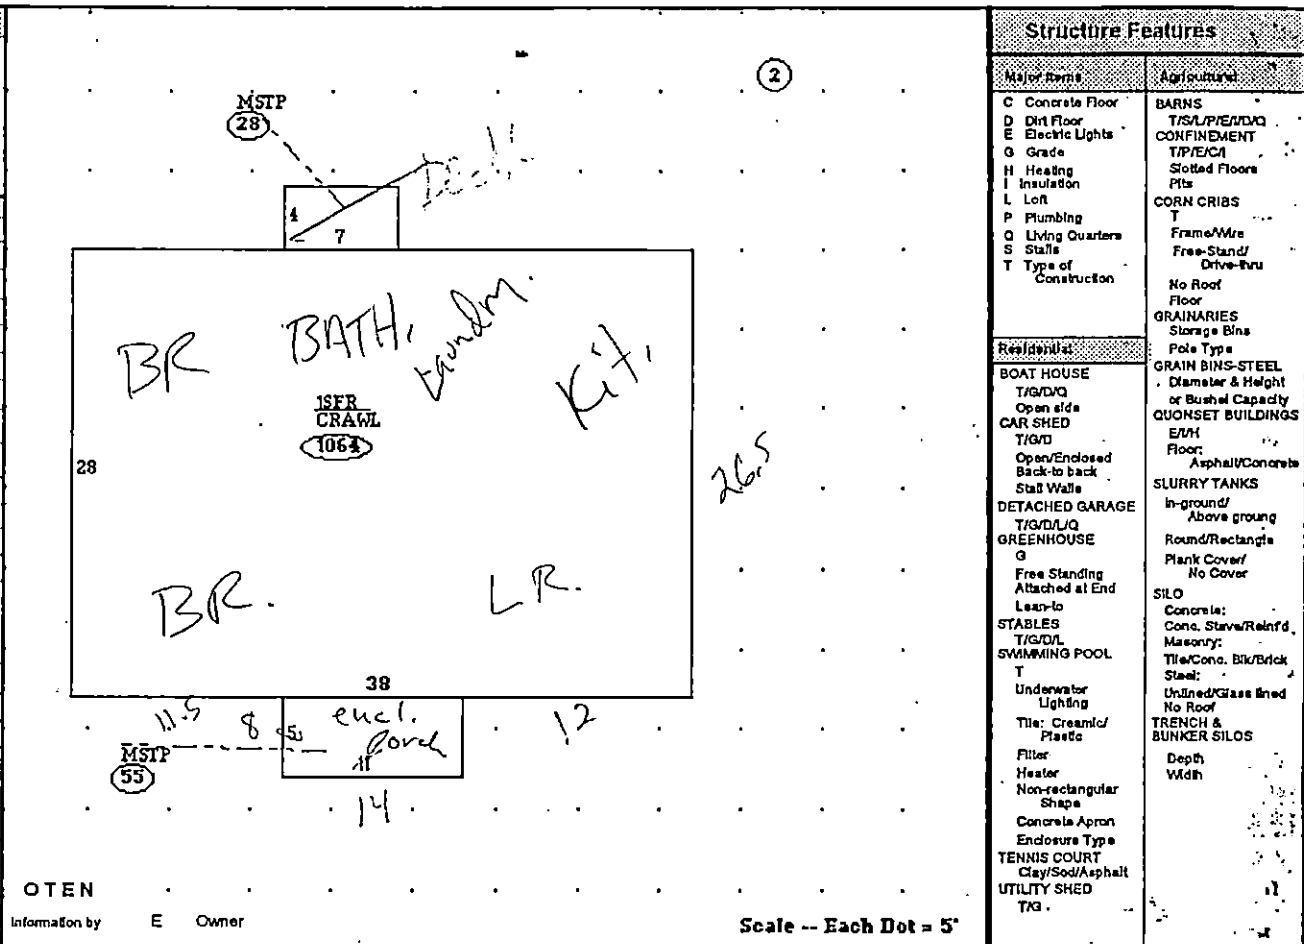 2
MSTP
28
Deck
4
7
BR
BATH.
Laundry.
Kit.
1SFR
CRAWL
1064
28
26.5
BR.
L R.
38
11.5
8
5
encl.
porch
11
12
MSTP
55
14
OTEN
Information by E Owner
Scale -- Each Dot = 5'
Structure Features
Major Items
C Concrete Floor
D Dirt Floor
E Electric Lights
G Grade
H Heating
I Insulation
L Loft
P Plumbing
Q Living Quarters
S Stalls
T Type of
Construction
Residential
BOAT HOUSE
T/G/D/Q
Open side
CAR SHED
T/G/D
Open/Enclosed
Back-to back
Stall Walls
DETACHED GARAGE
T/G/D/L/Q
GREENHOUSE
G
Free Standing
Attached at End
Lean-to
STABLES
T/G/D/L
SWIMMING POOL
T
Underwater
Lighting
Tile: Creamic/
Plastic
Filter
Heater
Non-rectangular
Shape
Concrete Apron
Enclosure Type
TENNIS COURT
Clay/Sod/Asphalt
UTILITY SHED
T/G
Agricultural
BARNS
T/S/L/P/E/I/D/Q
CONFINEMENT
T/P/E/C/I
Slotted Floors
Pits
CORN CRIBS
T
Frame/Wire
Free-Stand/
Drive-thru
No Roof
Floor
GRAINARIES
Storage Bins
Pole Type
GRAIN BINS-STEEL
Diameter & Height
or Bushel Capacity
QUONSET BUILDINGS
E/I/H
Floor:
Asphalt/Concrete
SLURRY TANKS
In-ground/
Above groung
Round/Rectangle
Plank Cover/
No Cover
SILO
Concrete:
Conc. Stave/Reinf'd
Masonry:
Tile/Conc. Blk/Brick
Steel:
Unlined/Glass lined
No Roof
TRENCH &
BUNKER SILOS
Depth
Width